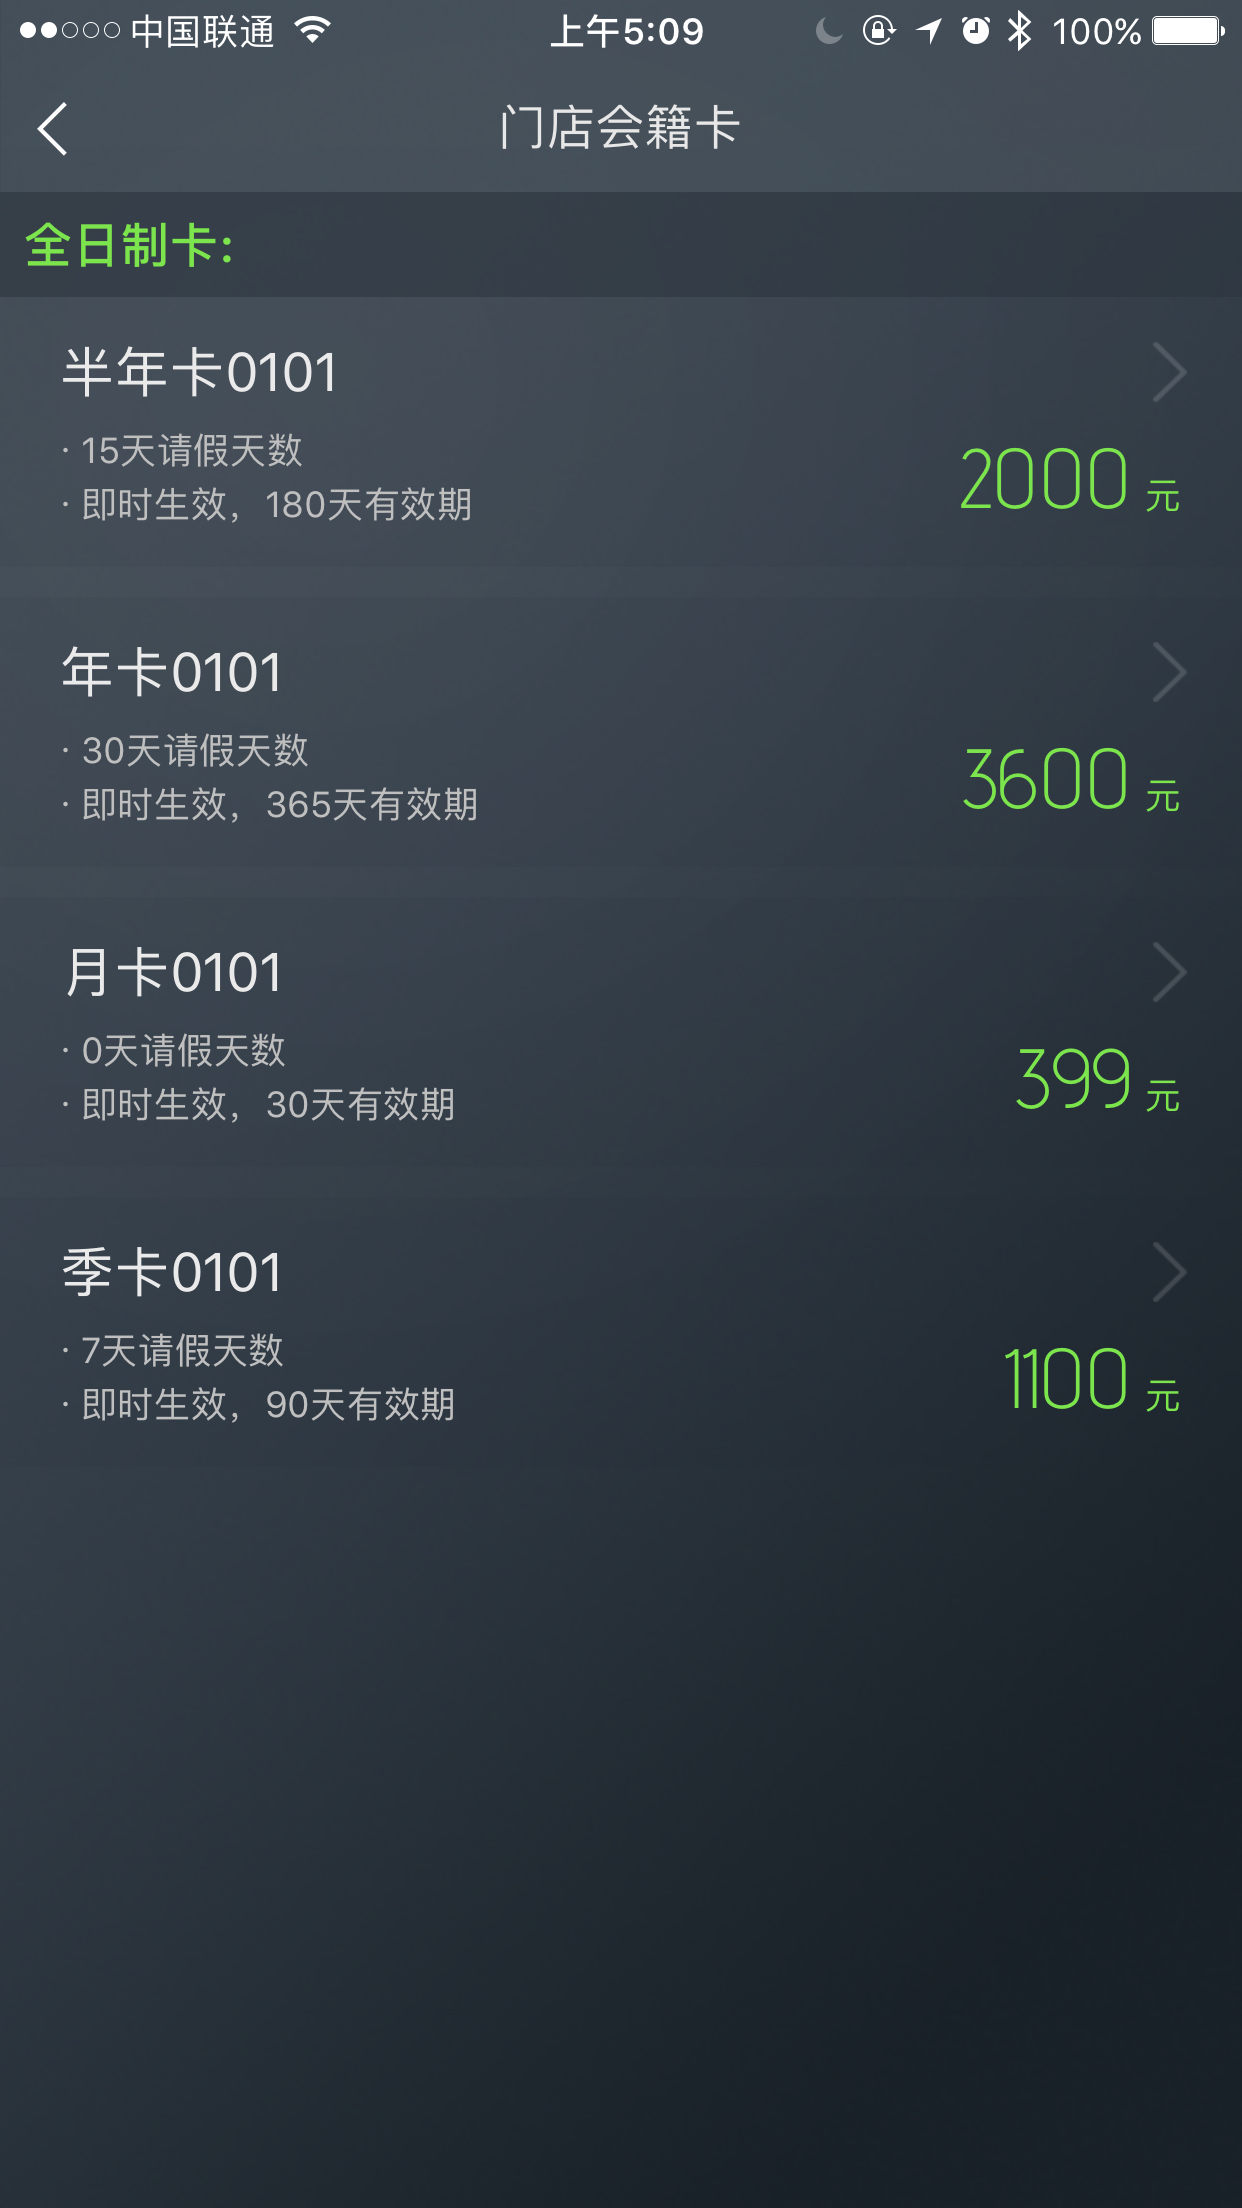 中国联通 上午5:09 100%
门店会籍卡
全日制卡:
半年卡0101
· 15天请假天数
· 即时生效，180天有效期
2000 元
年卡0101
· 30天请假天数
· 即时生效，365天有效期
3600 元
月卡0101
· 0天请假天数
· 即时生效，30天有效期
399 元
季卡0101
· 7天请假天数
· 即时生效，90天有效期
1100 元